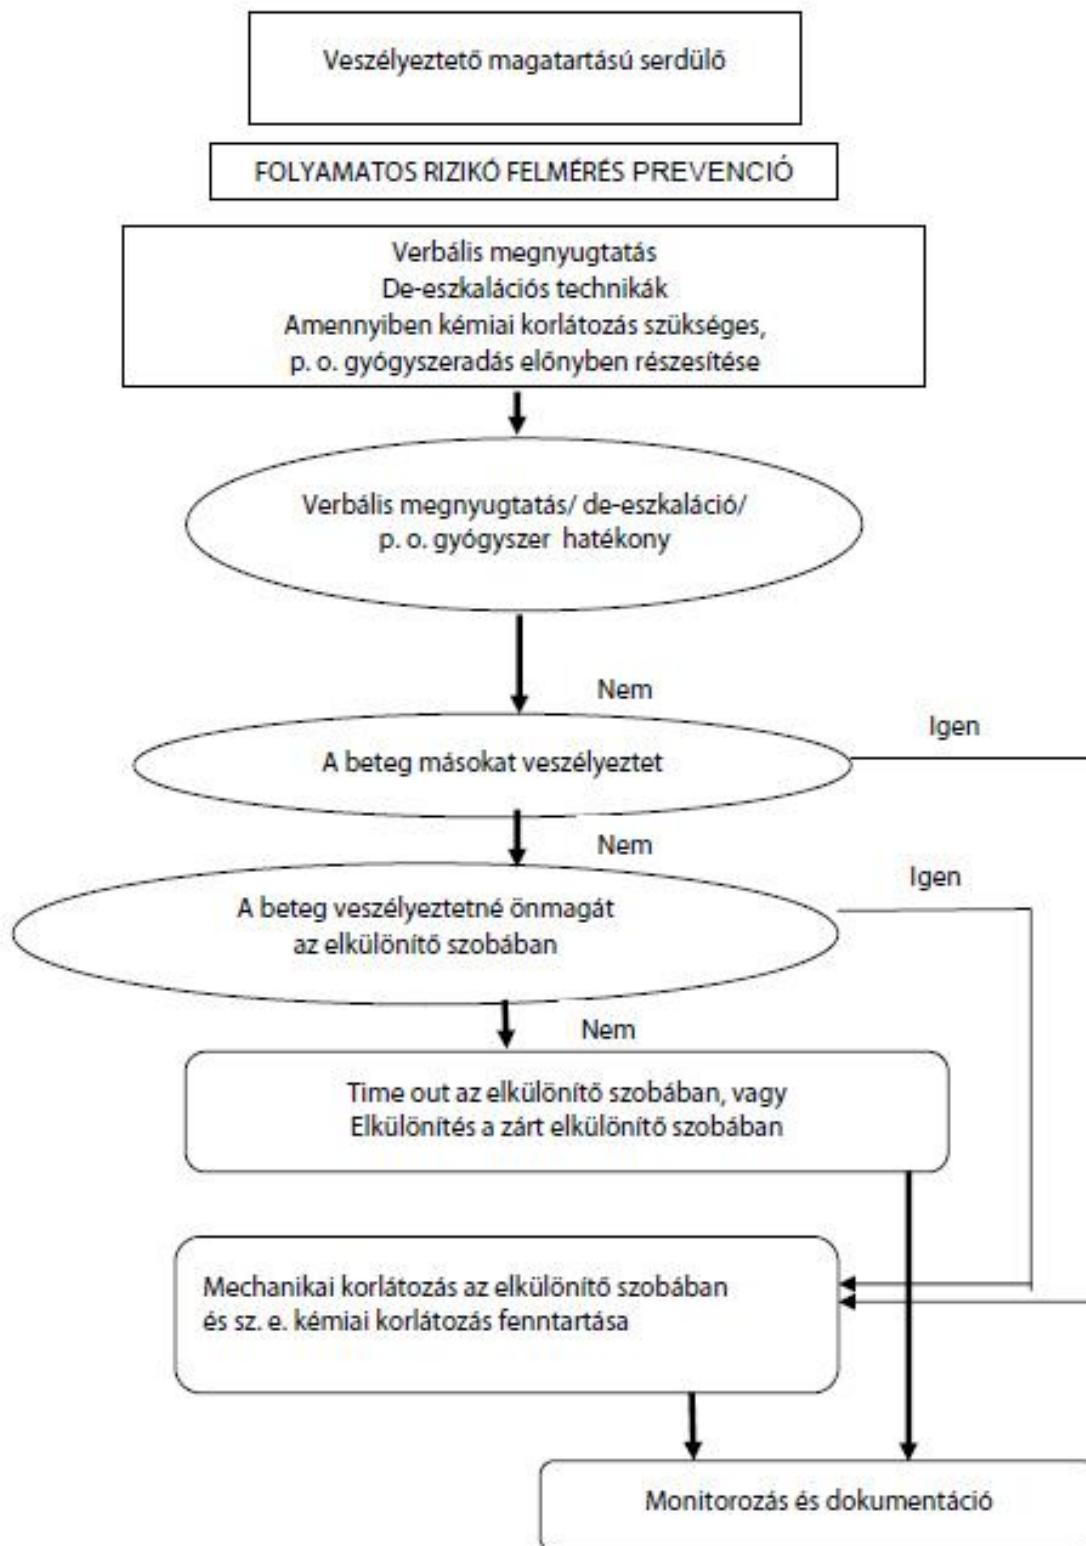 Veszélyeztető magatartású serdülő
FOLYAMATOS RIZIKÓ FELMÉRÉS PREVENCIÓ
Verbális megnyugtatás
De-eszkalációs technikák
Amennyiben kémiai korlátozás szükséges,
p. o. gyógyszeradás előnyben részesítése
Verbális megnyugtatás/ de-eszkaláció/
p. o. gyógyszer hatékony
Nem
Igen
A beteg másokat veszélyeztet
Nem
Igen
A beteg veszélyeztetné önmagát
az elkülönítő szobában
Nem
Time out az elkülönítő szobában, vagy
Elkülönítés a zárt elkülönítő szobában
Mechanikai korlátozás az elkülönítő szobában
és sz. e. kémiai korlátozás fenntartása
Monitorozás és dokumentáció